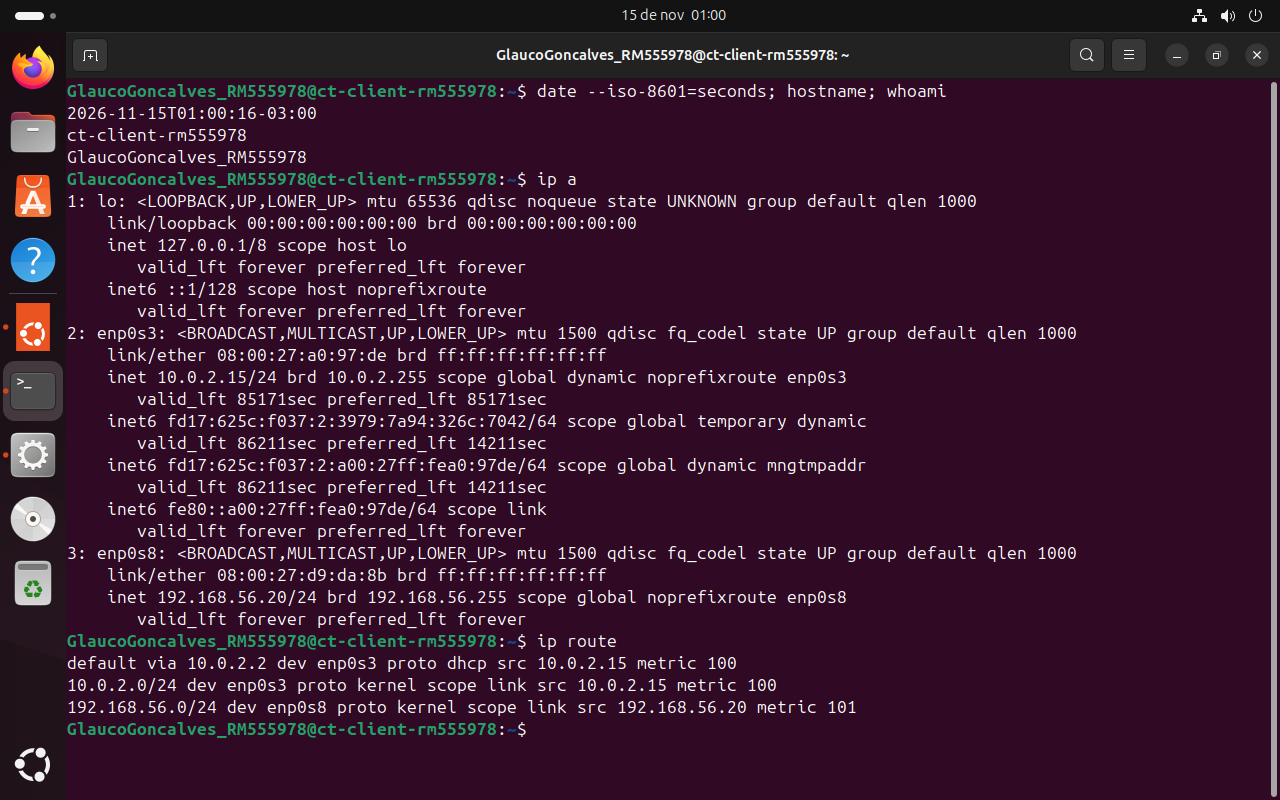 15 de nov  01:00
GlaucoGoncalves_RM555978@ct-client-rm555978: ~
GlaucoGoncalves_RM555978@ct-client-rm555978:~$ date --iso-8601=seconds; hostname; whoami
2026-11-15T01:00:16-03:00
ct-client-rm555978
GlaucoGoncalves_RM555978
GlaucoGoncalves_RM555978@ct-client-rm555978:~$ ip a
1: lo: <LOOPBACK,UP,LOWER_UP> mtu 65536 qdisc noqueue state UNKNOWN group default qlen 1000
    link/loopback 00:00:00:00:00:00 brd 00:00:00:00:00:00
    inet 127.0.0.1/8 scope host lo
       valid_lft forever preferred_lft forever
    inet6 ::1/128 scope host noprefixroute
       valid_lft forever preferred_lft forever
2: enp0s3: <BROADCAST,MULTICAST,UP,LOWER_UP> mtu 1500 qdisc fq_codel state UP group default qlen 1000
    link/ether 08:00:27:a0:97:de brd ff:ff:ff:ff:ff:ff
    inet 10.0.2.15/24 brd 10.0.2.255 scope global dynamic noprefixroute enp0s3
       valid_lft 85171sec preferred_lft 85171sec
    inet6 fd17:625c:f037:2:3979:7a94:326c:7042/64 scope global temporary dynamic
       valid_lft 86211sec preferred_lft 14211sec
    inet6 fd17:625c:f037:2:a00:27ff:fea0:97de/64 scope global dynamic mngtmpaddr
       valid_lft 86211sec preferred_lft 14211sec
    inet6 fe80::a00:27ff:fea0:97de/64 scope link
       valid_lft forever preferred_lft forever
3: enp0s8: <BROADCAST,MULTICAST,UP,LOWER_UP> mtu 1500 qdisc fq_codel state UP group default qlen 1000
    link/ether 08:00:27:d9:da:8b brd ff:ff:ff:ff:ff:ff
    inet 192.168.56.20/24 brd 192.168.56.255 scope global noprefixroute enp0s8
       valid_lft forever preferred_lft forever
GlaucoGoncalves_RM555978@ct-client-rm555978:~$ ip route
default via 10.0.2.2 dev enp0s3 proto dhcp src 10.0.2.15 metric 100
10.0.2.0/24 dev enp0s3 proto kernel scope link src 10.0.2.15 metric 100
192.168.56.0/24 dev enp0s8 proto kernel scope link src 192.168.56.20 metric 101
GlaucoGoncalves_RM555978@ct-client-rm555978:~$